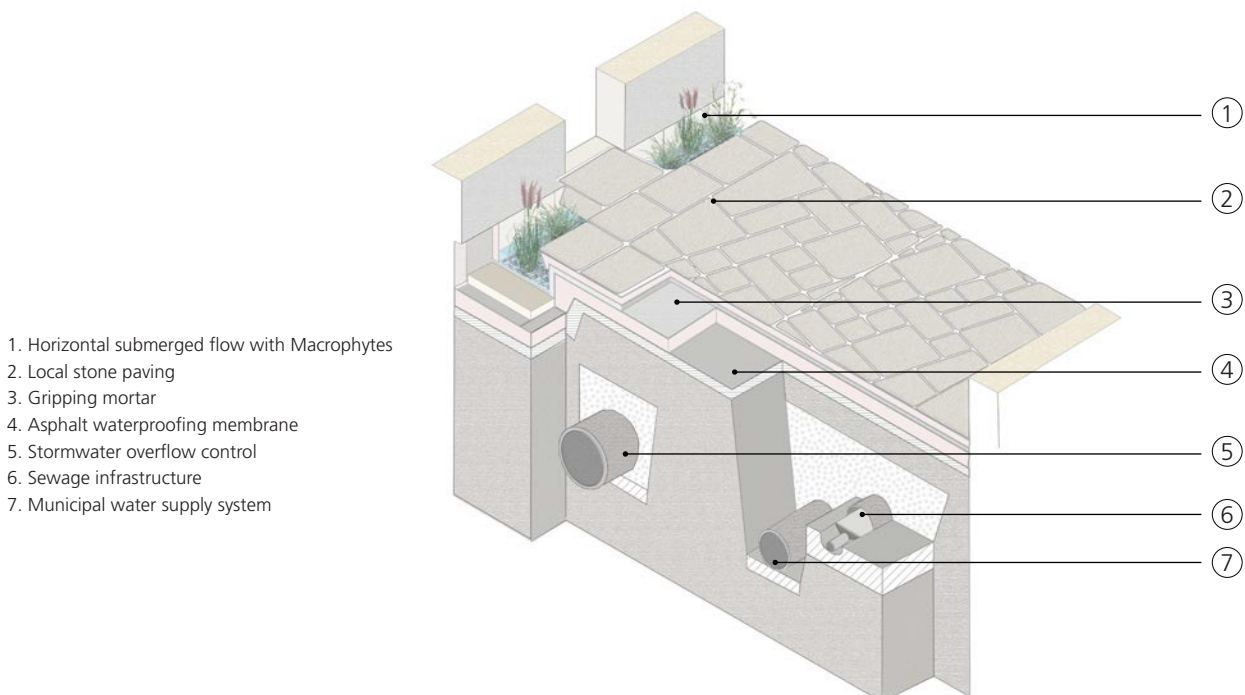 1. Horizontal submerged flow with Macrophytes
2. Local stone paving
3. Gripping mortar
4. Asphalt waterproofing membrane
5. Stormwater overflow control
6. Sewage infrastructure
7. Municipal water supply system
1
2
3
4
5
6
7